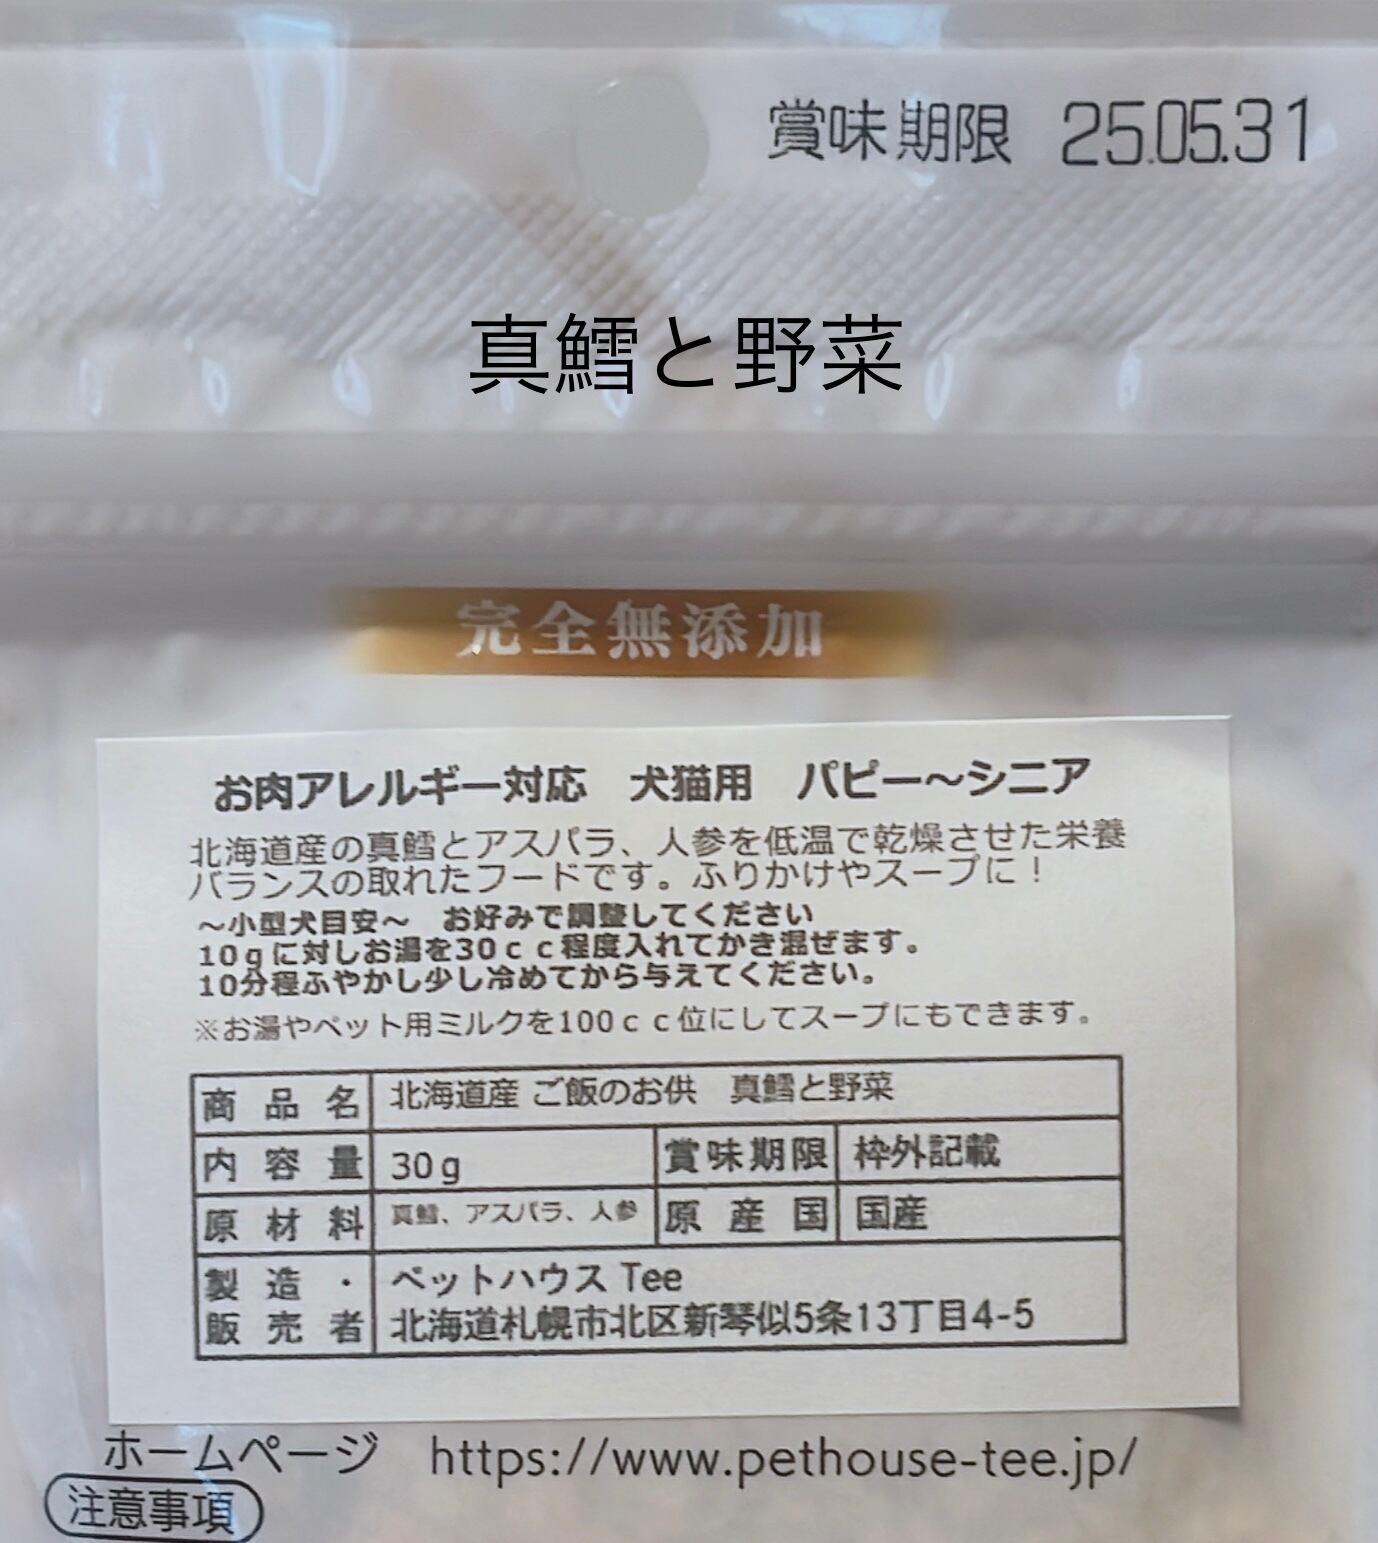 賞味期限 25.05.31
真鱈と野菜
完全無添加
お肉アレルギー対応 犬猫用 パピー〜シニア
北海道産の真鱈とアスパラ、人参を低温で乾燥させた栄養
バランスの取れたフードです。ふりかけやスープに！
〜小型犬目安〜 お好みで調整してください
10gに対しお湯を30cc程度入れてかき混ぜます。
10分程ふやかし少し冷めてから与えてください。
※お湯やペット用ミルクを100cc位にしてスープにもできます。
商品名 北海道産 ご飯のお供 真鱈と野菜
内容量 30g 賞味期限 枠外記載
原材料 真鱈、アスパラ、人参 原産国 国産
製造・ ペットハウス Tee
販売者 北海道札幌市北区新琴似5条13丁目4-5
ホームページ https://www.pethouse-tee.jp/
注意事項